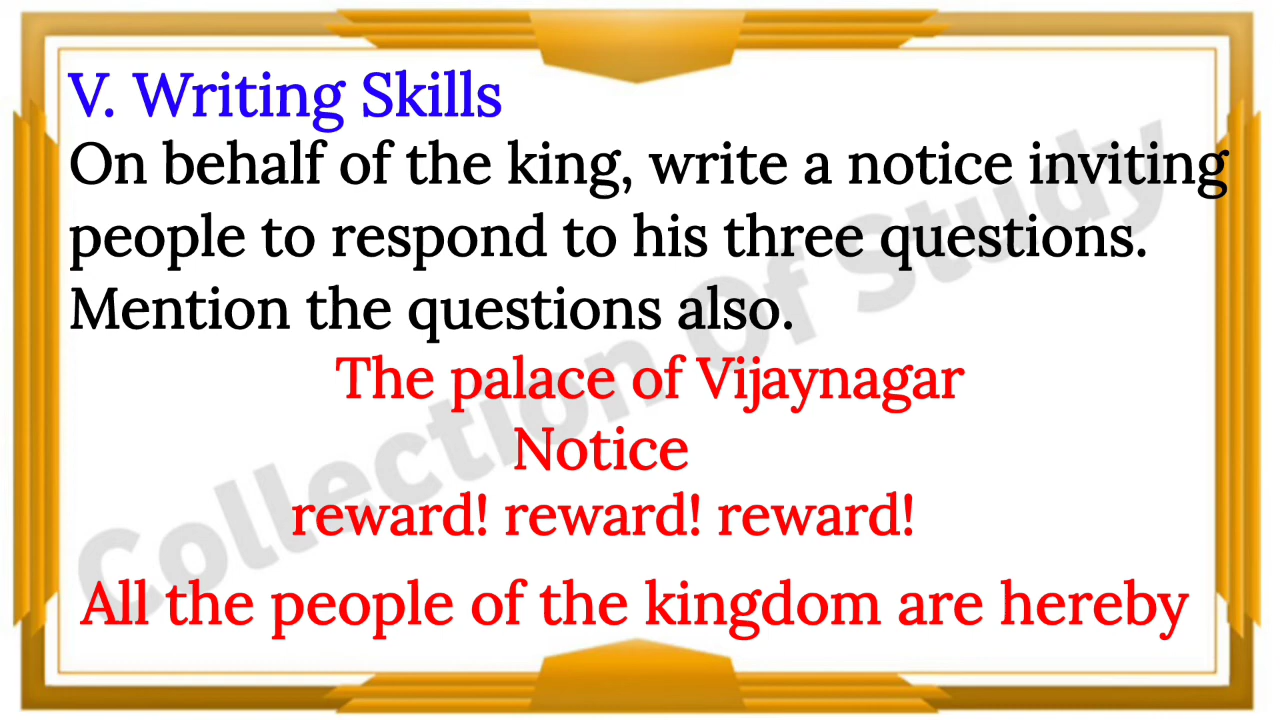 V. Writing Skills
On behalf of the king, write a notice inviting
people to respond to his three questions.
Mention the questions also.
The palace of Vijaynagar
Notice
reward! reward! reward!
All the people of the kingdom are hereby
Collection Of Study